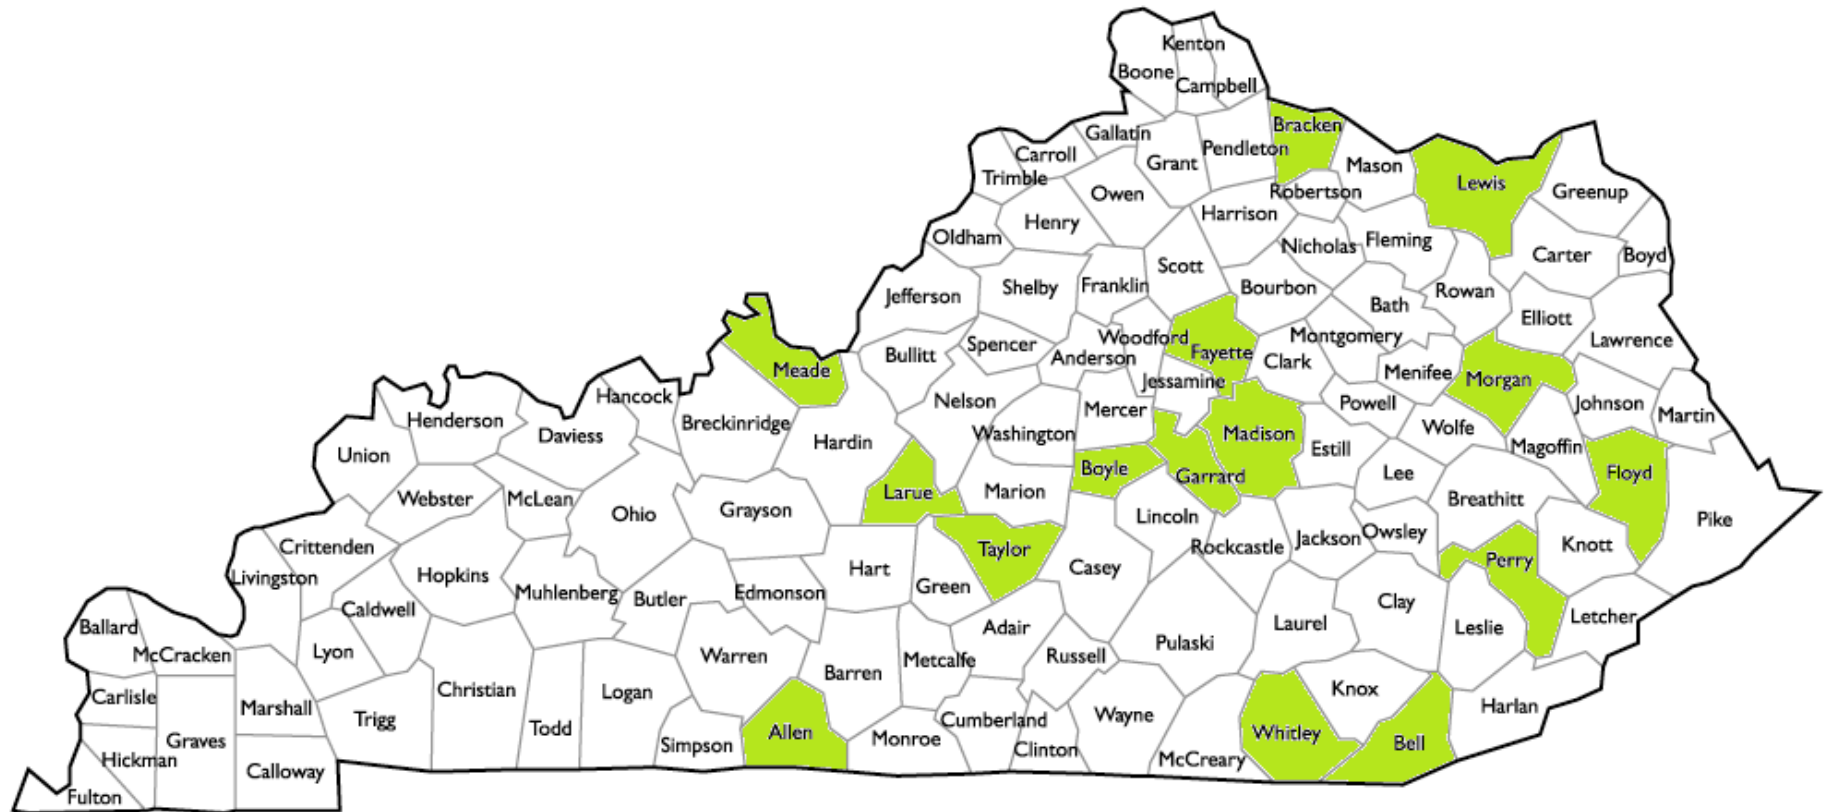 Kenton
Boone
Campbell
Bracken
Gallatin
Pendleton
Carroll
Grant
Mason
Trimble
Lewis
Owen
Robertson
Greenup
Harrison
Henry
Oldham
Nicholas
Fleming
Carter
Boyd
Scott
Shelby
Franklin
Bourbon
Jefferson
Rowan
Bath
Elliott
Woodford
Montgomery
Lawrence
Spencer
Fayette
Bullitt
Anderson
Clark
Meade
Menifee
Morgan
Jessamine
Hancock
Nelson
Powell
Johnson
Mercer
Martin
Henderson
Breckinridge
Daviess
Hardin
Washington
Madison
Wolfe
Magoffin
Estill
Union
Boyle
Garrard
Lee
Floyd
Larue
Marion
Webster
McLean
Breathitt
Grayson
Ohio
Lincoln
Pike
Owsley
Jackson
Rockcastle
Crittenden
Taylor
Knott
Perry
Livingston
Hopkins
Hart
Casey
Green
Muhlenberg
Butler
Edmonson
Caldwell
Clay
Letcher
Ballard
Adair
Laurel
Leslie
McCracken
Lyon
Warren
Russell
Pulaski
Metcalfe
Barren
Carlisle
Christian
Logan
Knox
Marshall
Harlan
Trigg
Cumberland
Wayne
Todd
Allen
Whitley
Graves
Simpson
Monroe
Bell
Clinton
Hickman
McCreary
Calloway
Fulton